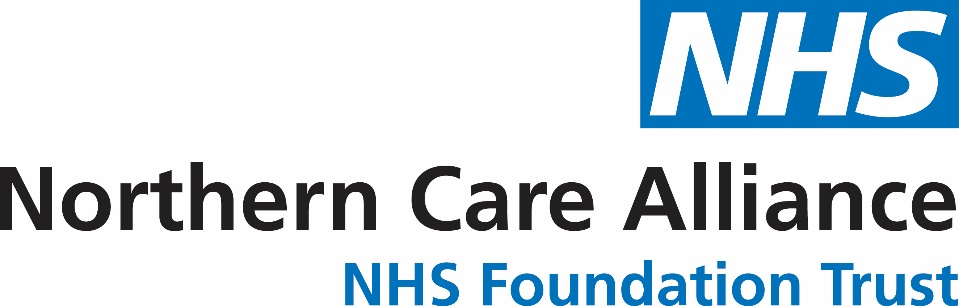 NHS
Northern Care Alliance
NHS Foundation Trust